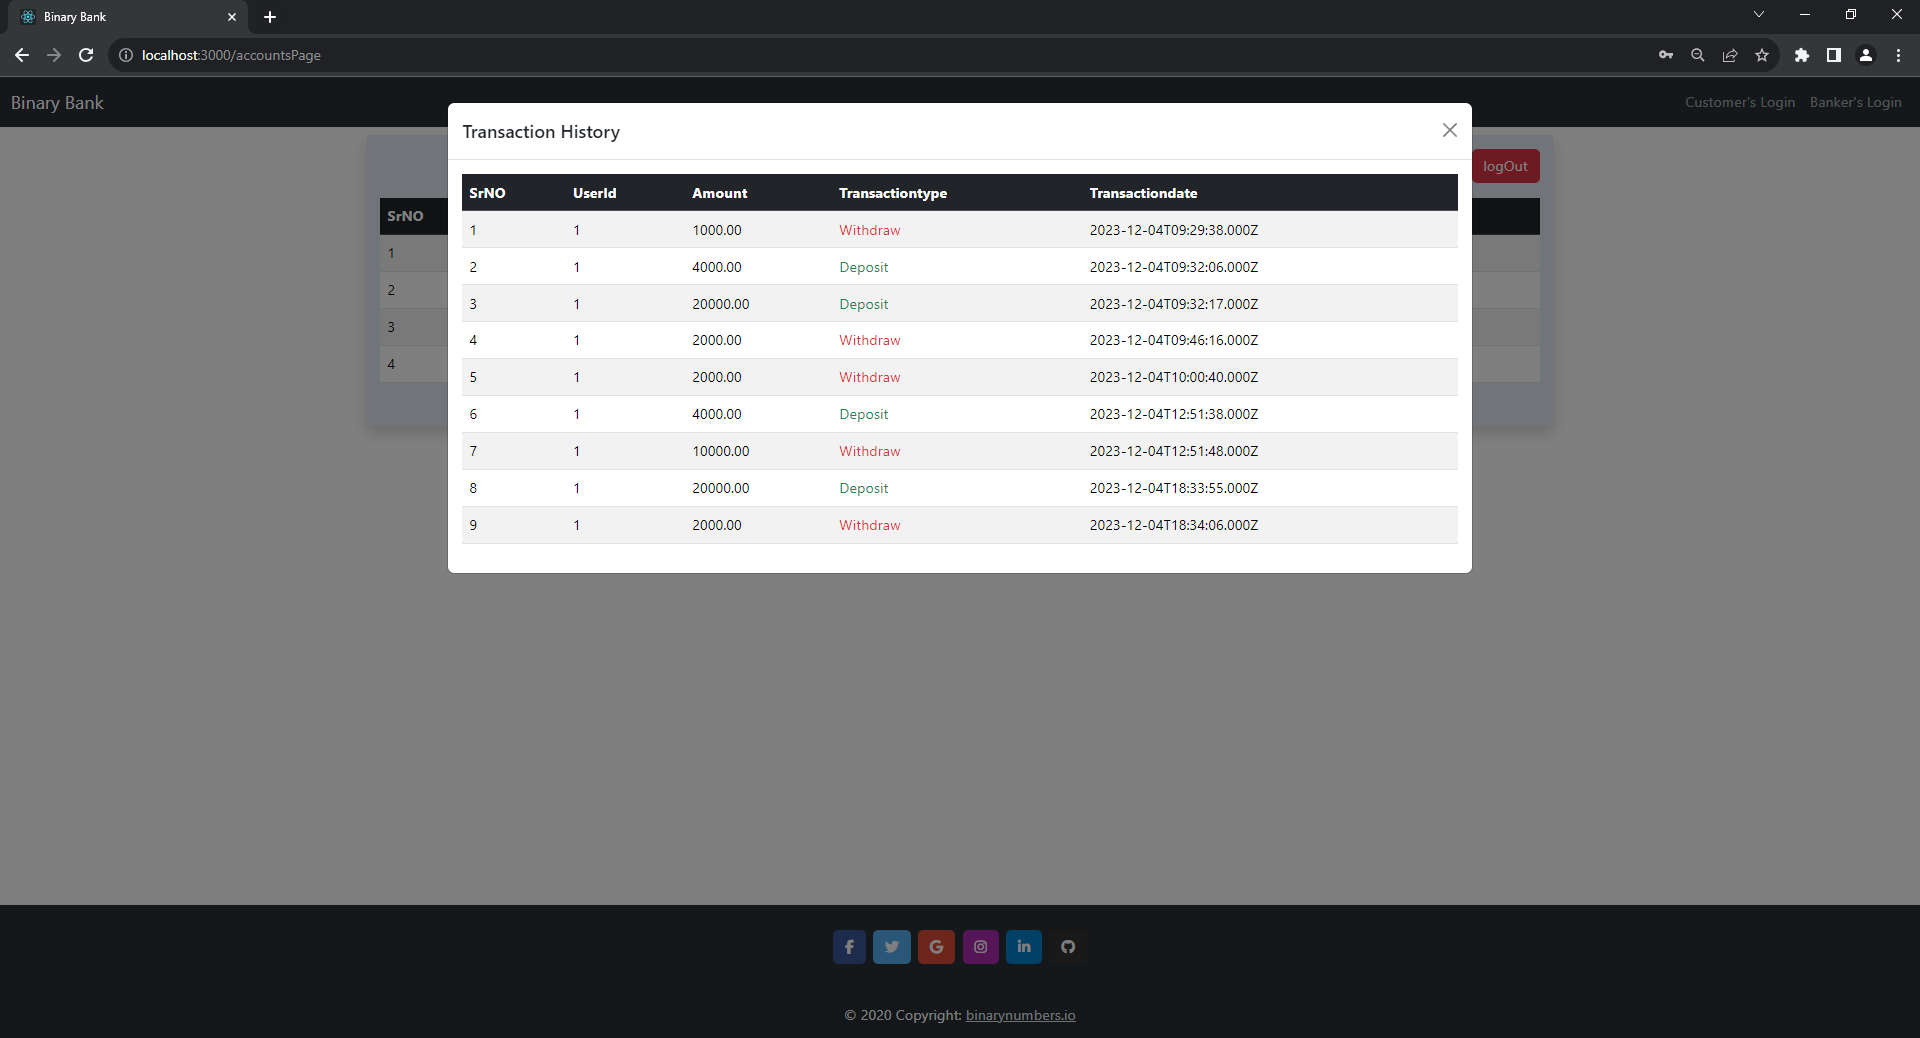 Binary Bank
localhost:3000/accountsPage
Binary Bank Customer's Login Banker's Login
Transaction History
logOut
SrNO UserId Amount Transactiontype Transactiondate
1 1 1000.00 Withdraw 2023-12-04T09:29:38.000Z
2 1 4000.00 Deposit 2023-12-04T09:32:06.000Z
3 1 20000.00 Deposit 2023-12-04T09:32:17.000Z
4 1 2000.00 Withdraw 2023-12-04T09:46:16.000Z
5 1 2000.00 Withdraw 2023-12-04T10:00:40.000Z
6 1 4000.00 Deposit 2023-12-04T12:51:38.000Z
7 1 10000.00 Withdraw 2023-12-04T12:51:48.000Z
8 1 20000.00 Deposit 2023-12-04T18:33:55.000Z
9 1 2000.00 Withdraw 2023-12-04T18:34:06.000Z
SrNO
1
2
3
4
© 2020 Copyright: binarynumbers.io